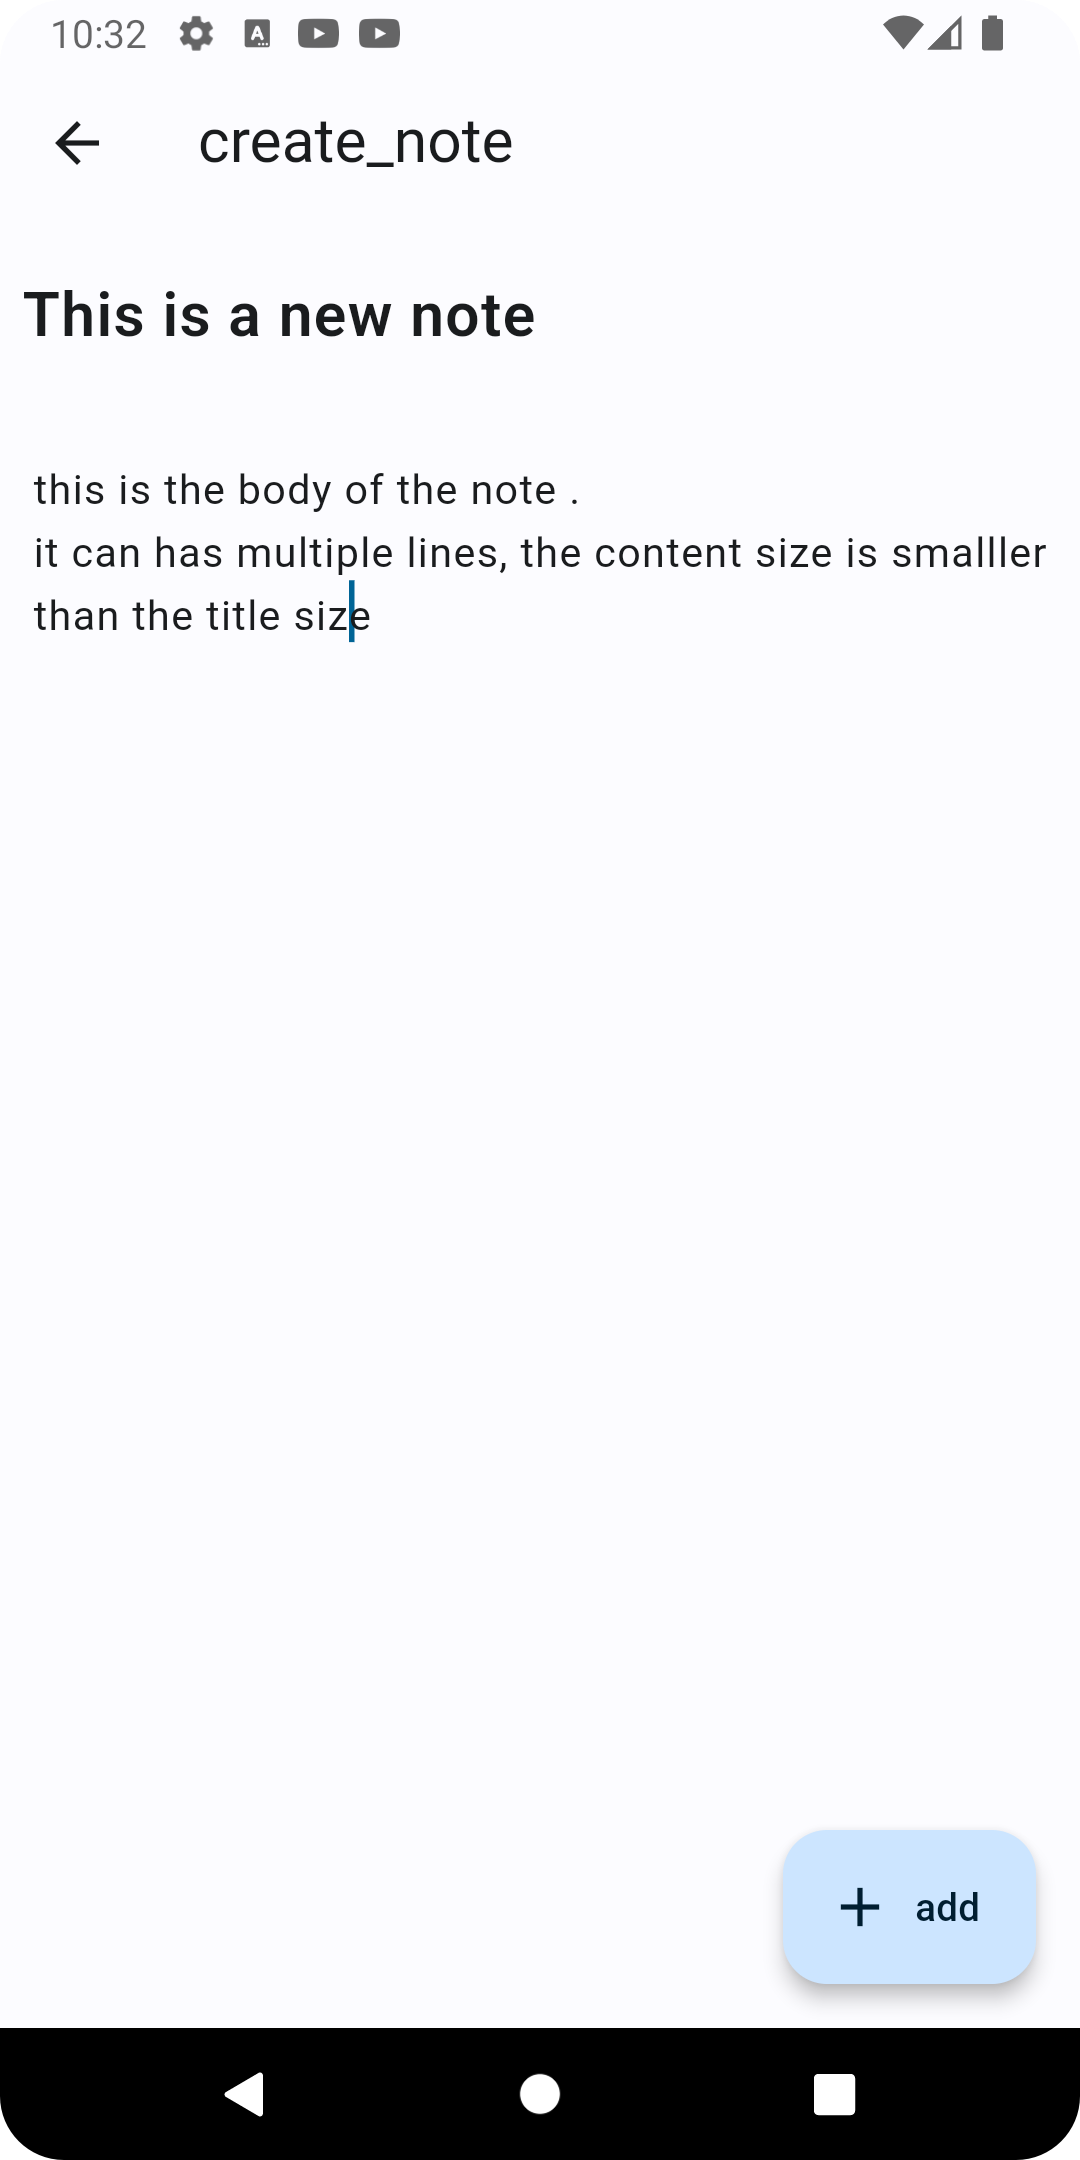 10:32
create_note
This is a new note
this is the body of the note .
it can has multiple lines, the content size is smalller
than the title size
add